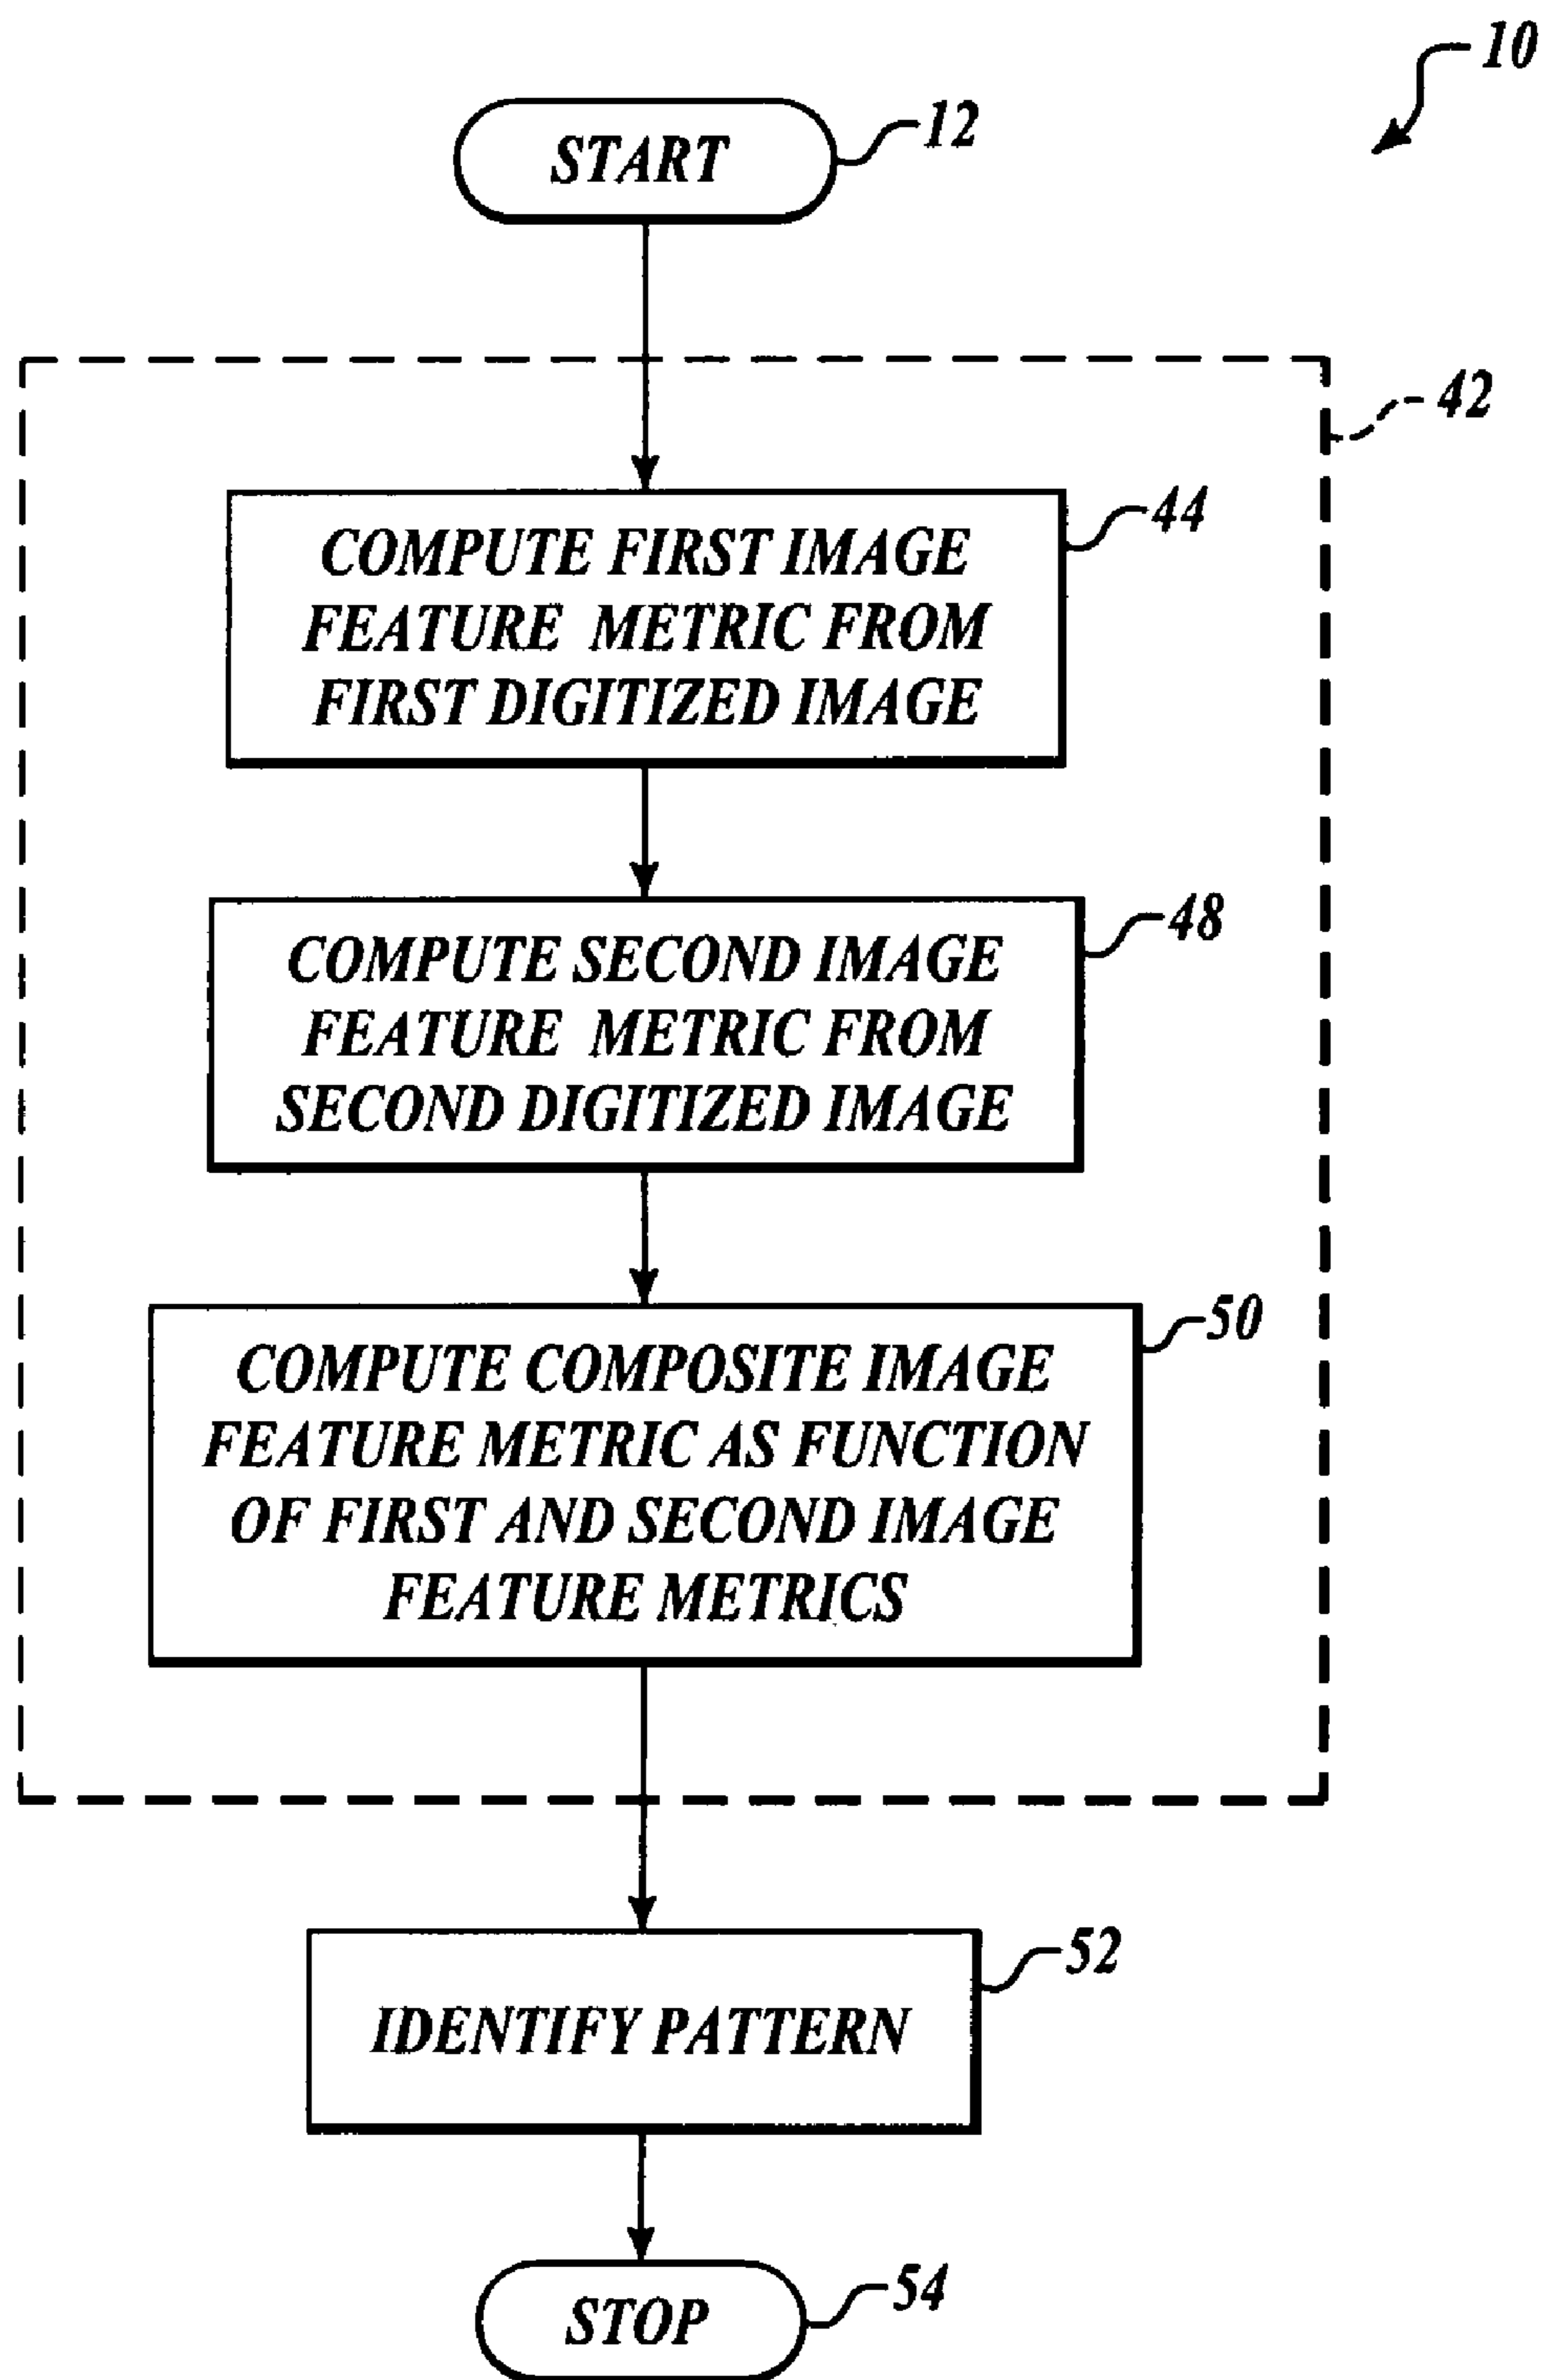 10
START
12
42
COMPUTE FIRST IMAGE
FEATURE METRIC FROM
FIRST DIGITIZED IMAGE
44
COMPUTE SECOND IMAGE
FEATURE METRIC FROM
SECOND DIGITIZED IMAGE
48
COMPUTE COMPOSITE IMAGE
FEATURE METRIC AS FUNCTION
OF FIRST AND SECOND IMAGE
FEATURE METRICS
50
IDENTIFY PATTERN
52
STOP
54